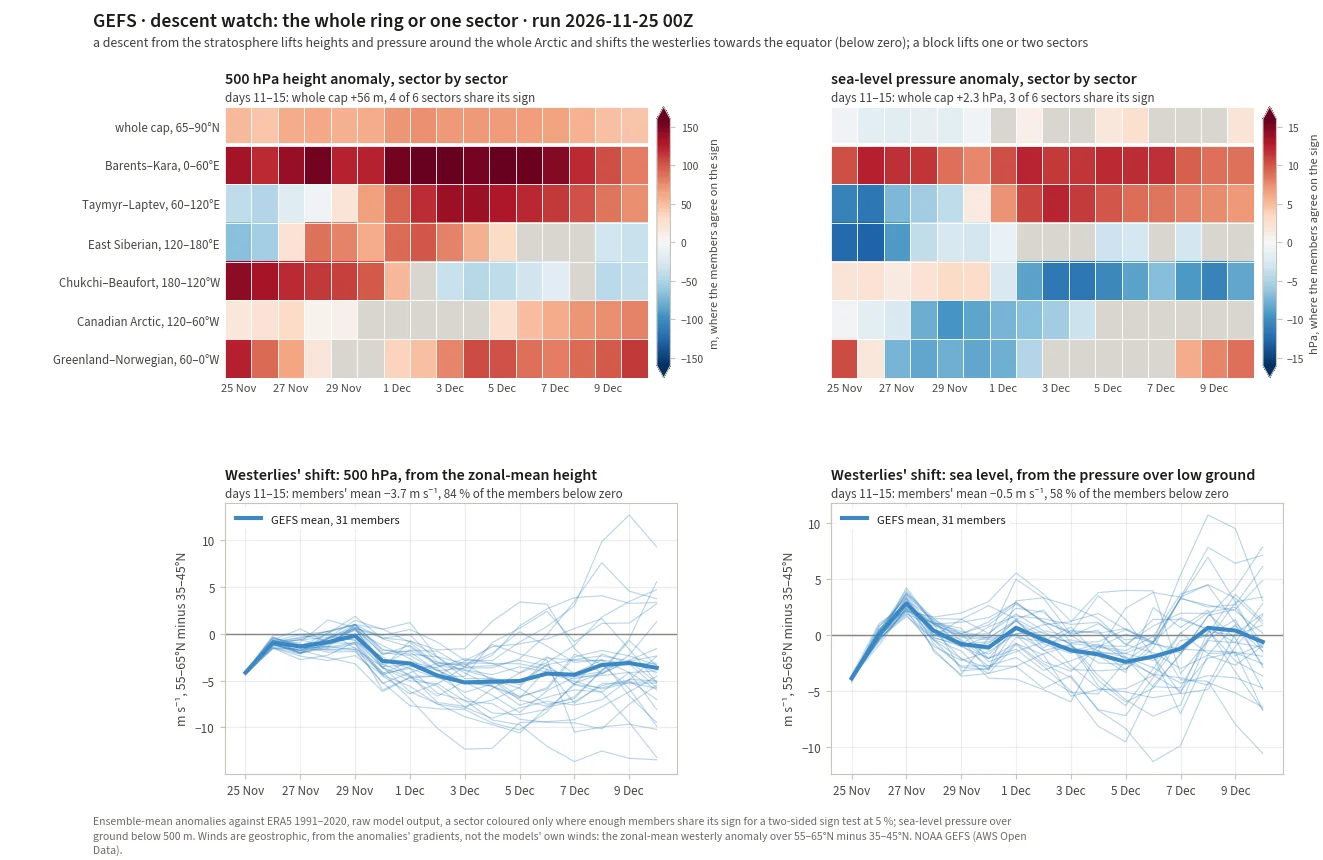 GEFS · descent watch: the whole ring or one sector · run 2026-11-25 00Z
a descent from the stratosphere lifts heights and pressure around the whole Arctic and shifts the westerlies towards the equator (below zero); a block lifts one or two sectors
500 hPa height anomaly, sector by sector
days 11–15: whole cap +56 m, 4 of 6 sectors share its sign
whole cap, 65–90°N
Barents–Kara, 0–60°E
Taymyr–Laptev, 60–120°E
East Siberian, 120–180°E
Chukchi–Beaufort, 180–120°W
Canadian Arctic, 120–60°W
Greenland–Norwegian, 60–0°W
25 Nov 27 Nov 29 Nov 1 Dec 3 Dec 5 Dec 7 Dec 9 Dec
150
100
50
0
−50
−100
−150
m, where the members agree on the sign
sea-level pressure anomaly, sector by sector
days 11–15: whole cap +2.3 hPa, 3 of 6 sectors share its sign
25 Nov 27 Nov 29 Nov 1 Dec 3 Dec 5 Dec 7 Dec 9 Dec
15
10
5
0
−5
−10
−15
hPa, where the members agree on the sign
Westerlies' shift: 500 hPa, from the zonal-mean height
days 11–15: members' mean −3.7 m s⁻¹, 84 % of the members below zero
GEFS mean, 31 members
m s⁻¹, 55–65°N minus 35–45°N
10
5
0
−5
−10
25 Nov 27 Nov 29 Nov 1 Dec 3 Dec 5 Dec 7 Dec 9 Dec
Westerlies' shift: sea level, from the pressure over low ground
days 11–15: members' mean −0.5 m s⁻¹, 58 % of the members below zero
GEFS mean, 31 members
m s⁻¹, 55–65°N minus 35–45°N
10
5
0
−5
−10
25 Nov 27 Nov 29 Nov 1 Dec 3 Dec 5 Dec 7 Dec 9 Dec
Ensemble-mean anomalies against ERA5 1991–2020, raw model output, a sector coloured only where enough members share its sign for a two-sided sign test at 5 %; sea-level pressure over
ground below 500 m. Winds are geostrophic, from the anomalies' gradients, not the models' own winds: the zonal-mean westerly anomaly over 55–65°N minus 35–45°N. NOAA GEFS (AWS Open
Data).